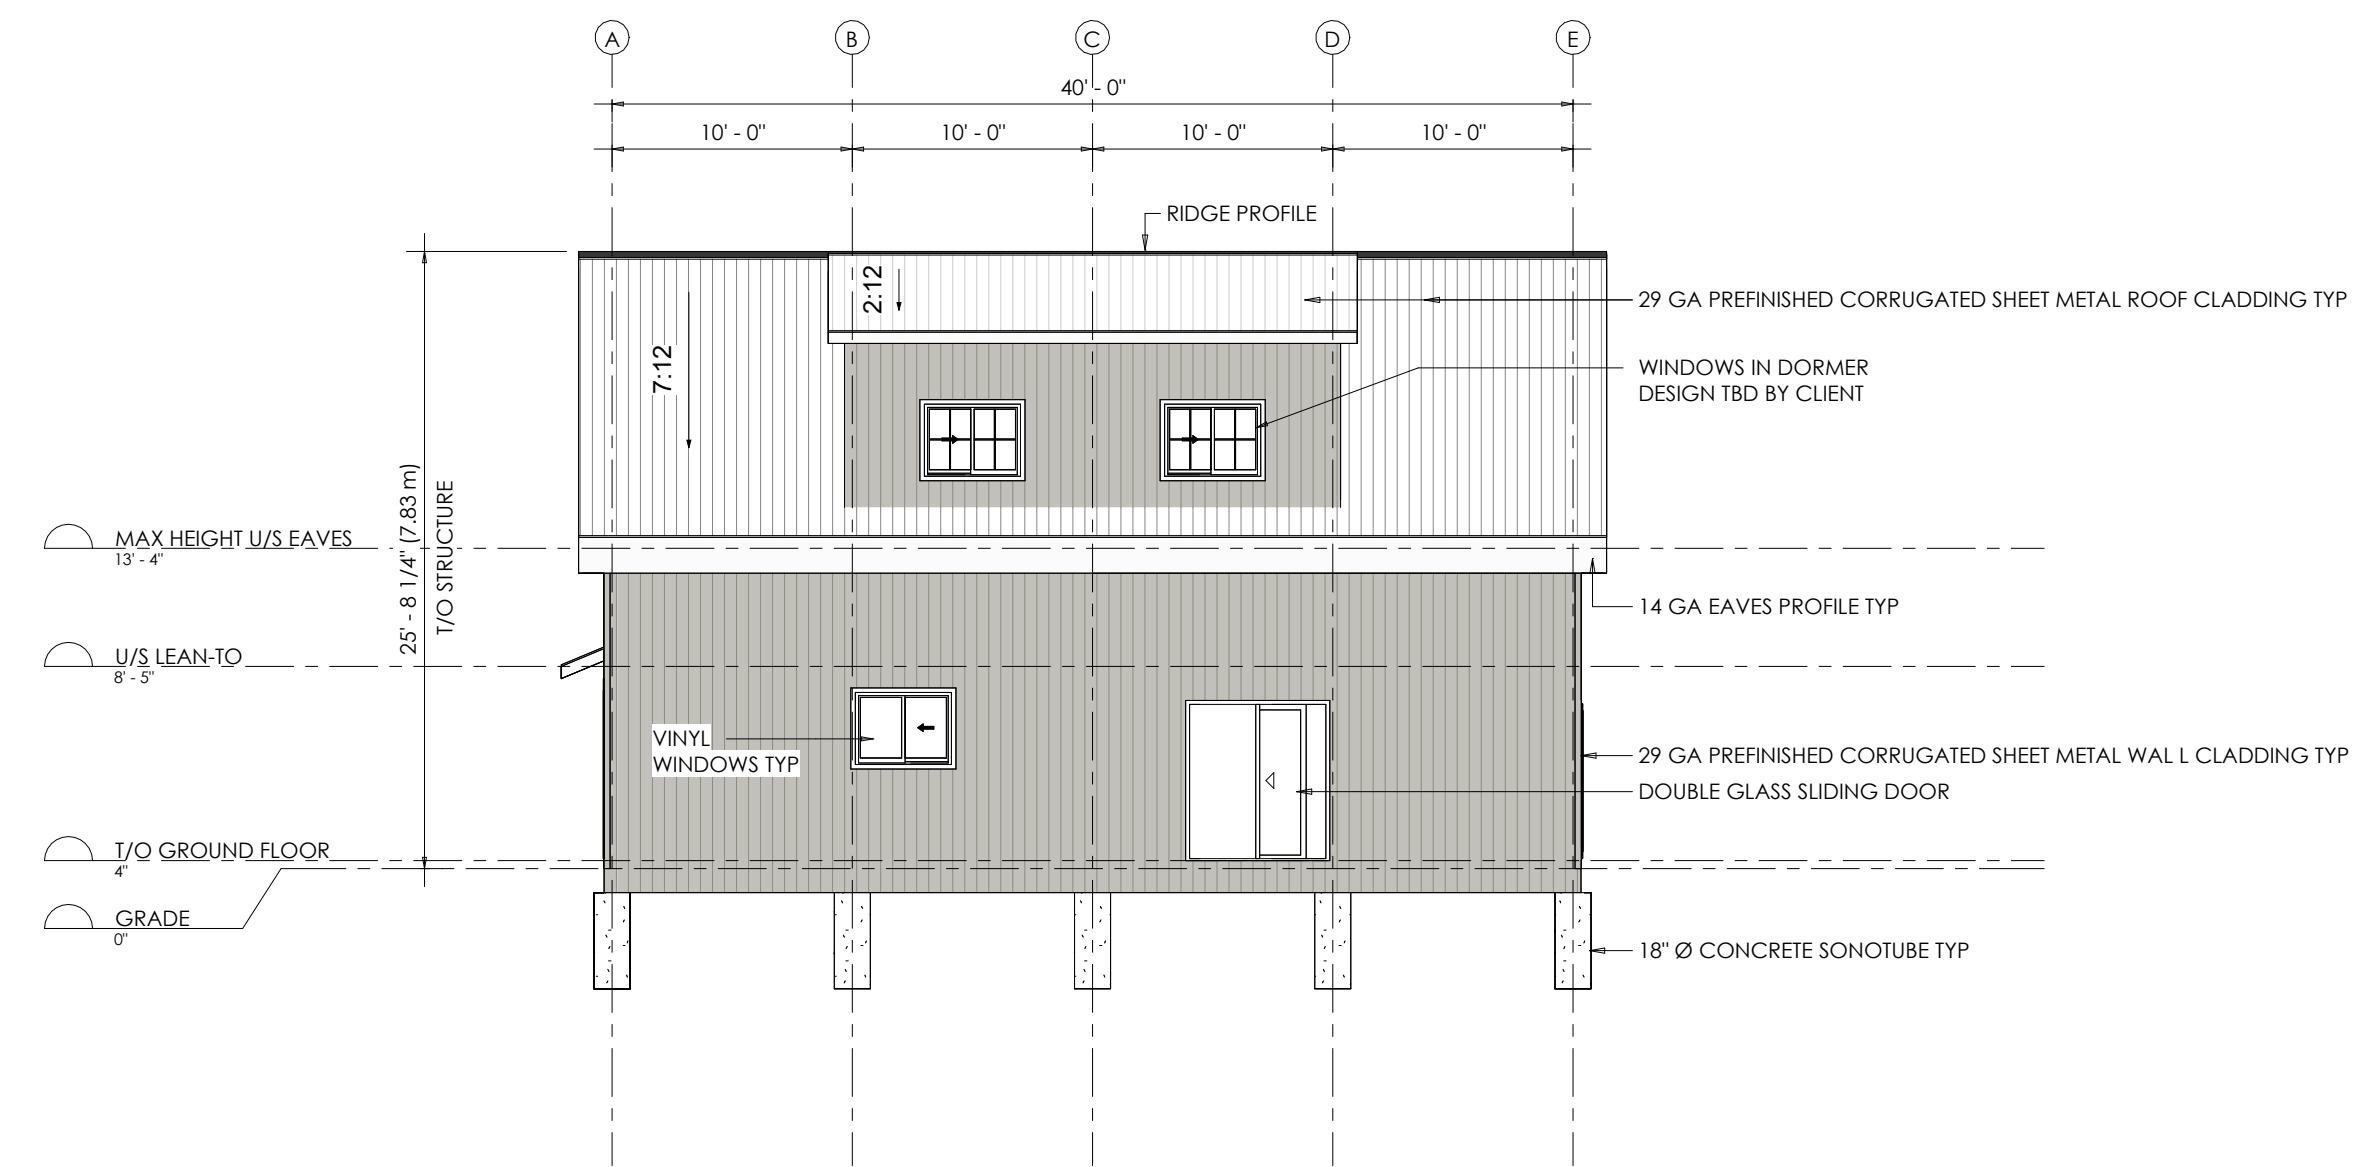 A B C D E
40' - 0"
10' - 0" 10' - 0" 10' - 0" 10' - 0"
RIDGE PROFILE
2:12
7:12
29 GA PREFINISHED CORRUGATED SHEET METAL ROOF CLADDING TYP
WINDOWS IN DORMER
DESIGN TBD BY CLIENT
25' - 8 1/4" (7.83 m)
T/O STRUCTURE
MAX HEIGHT U/S EAVES
13' - 4"
14 GA EAVES PROFILE TYP
U/S LEAN-TO
8' - 5"
VINYL
WINDOWS TYP
29 GA PREFINISHED CORRUGATED SHEET METAL WAL L CLADDING TYP
DOUBLE GLASS SLIDING DOOR
T/O GROUND FLOOR
4"
GRADE
0"
18" Ø CONCRETE SONOTUBE TYP